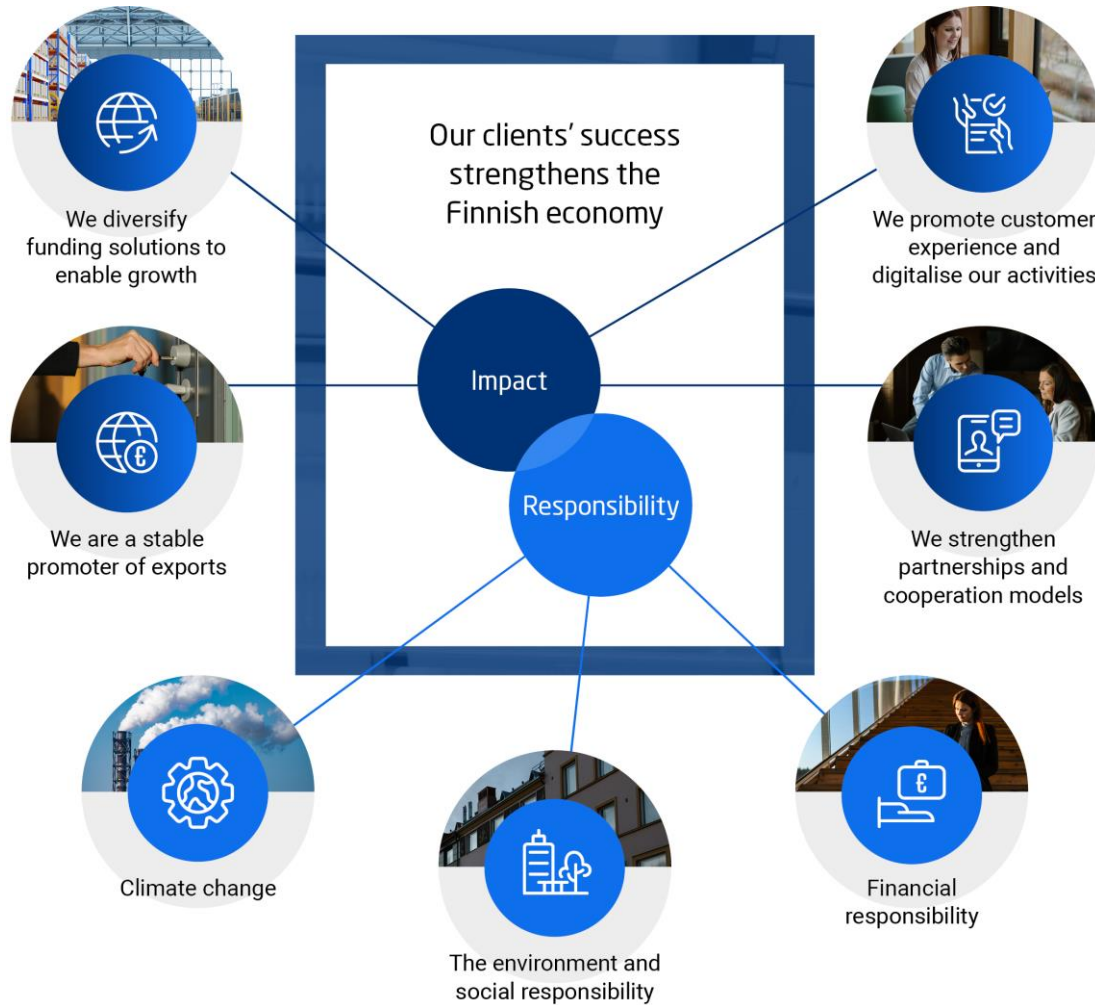 Our clients’ success
strengthens the
Finnish economy
We diversify
funding solutions to
enable growth
We promote customer
experience and
digitalise our activities
Impact
We are a stable
promoter of exports
€
Responsibility
We strengthen
partnerships and
cooperation models
Climate change
The environment and
social responsibility
€
Financial
responsibility